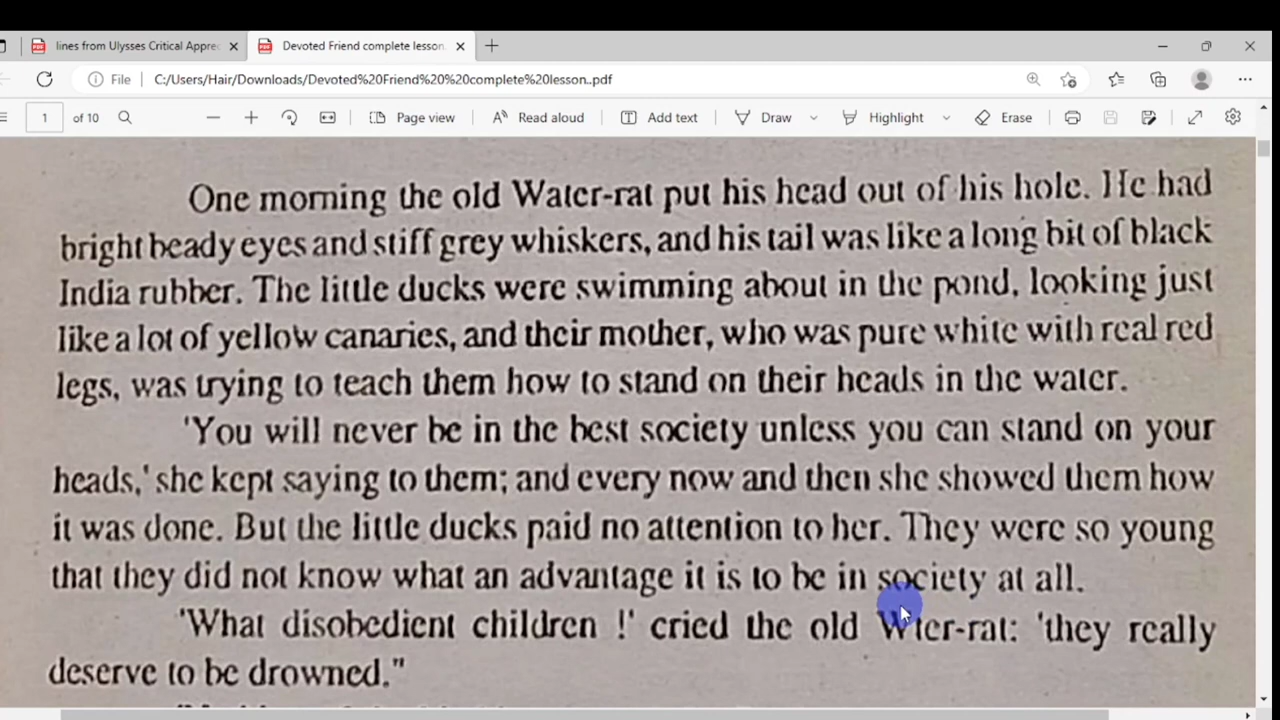 lines from Ulysses Critical Apprec
Devoted Friend complete lesson.
File
C:/Users/Hair/Downloads/Devoted%20Friend%20%20complete%20lesson..pdf
1 of 10
Page view
Read aloud
Add text
Draw
Highlight
Erase
One morning the old Water-rat put his head out of his hole. He had
bright beady eyes and stiff grey whiskers, and his tail was like a long bit of black
India rubber. The little ducks were swimming about in the pond, looking just
like a lot of yellow canaries, and their mother, who was pure white with real red
legs, was trying to teach them how to stand on their heads in the water.
'You will never be in the best society unless you can stand on your
heads,' she kept saying to them; and every now and then she showed them how
it was done. But the little ducks paid no attention to her. They were so young
that they did not know what an advantage it is to be in society at all.
'What disobedient children !' cried the old Wter-rat: 'they really
deserve to be drowned."